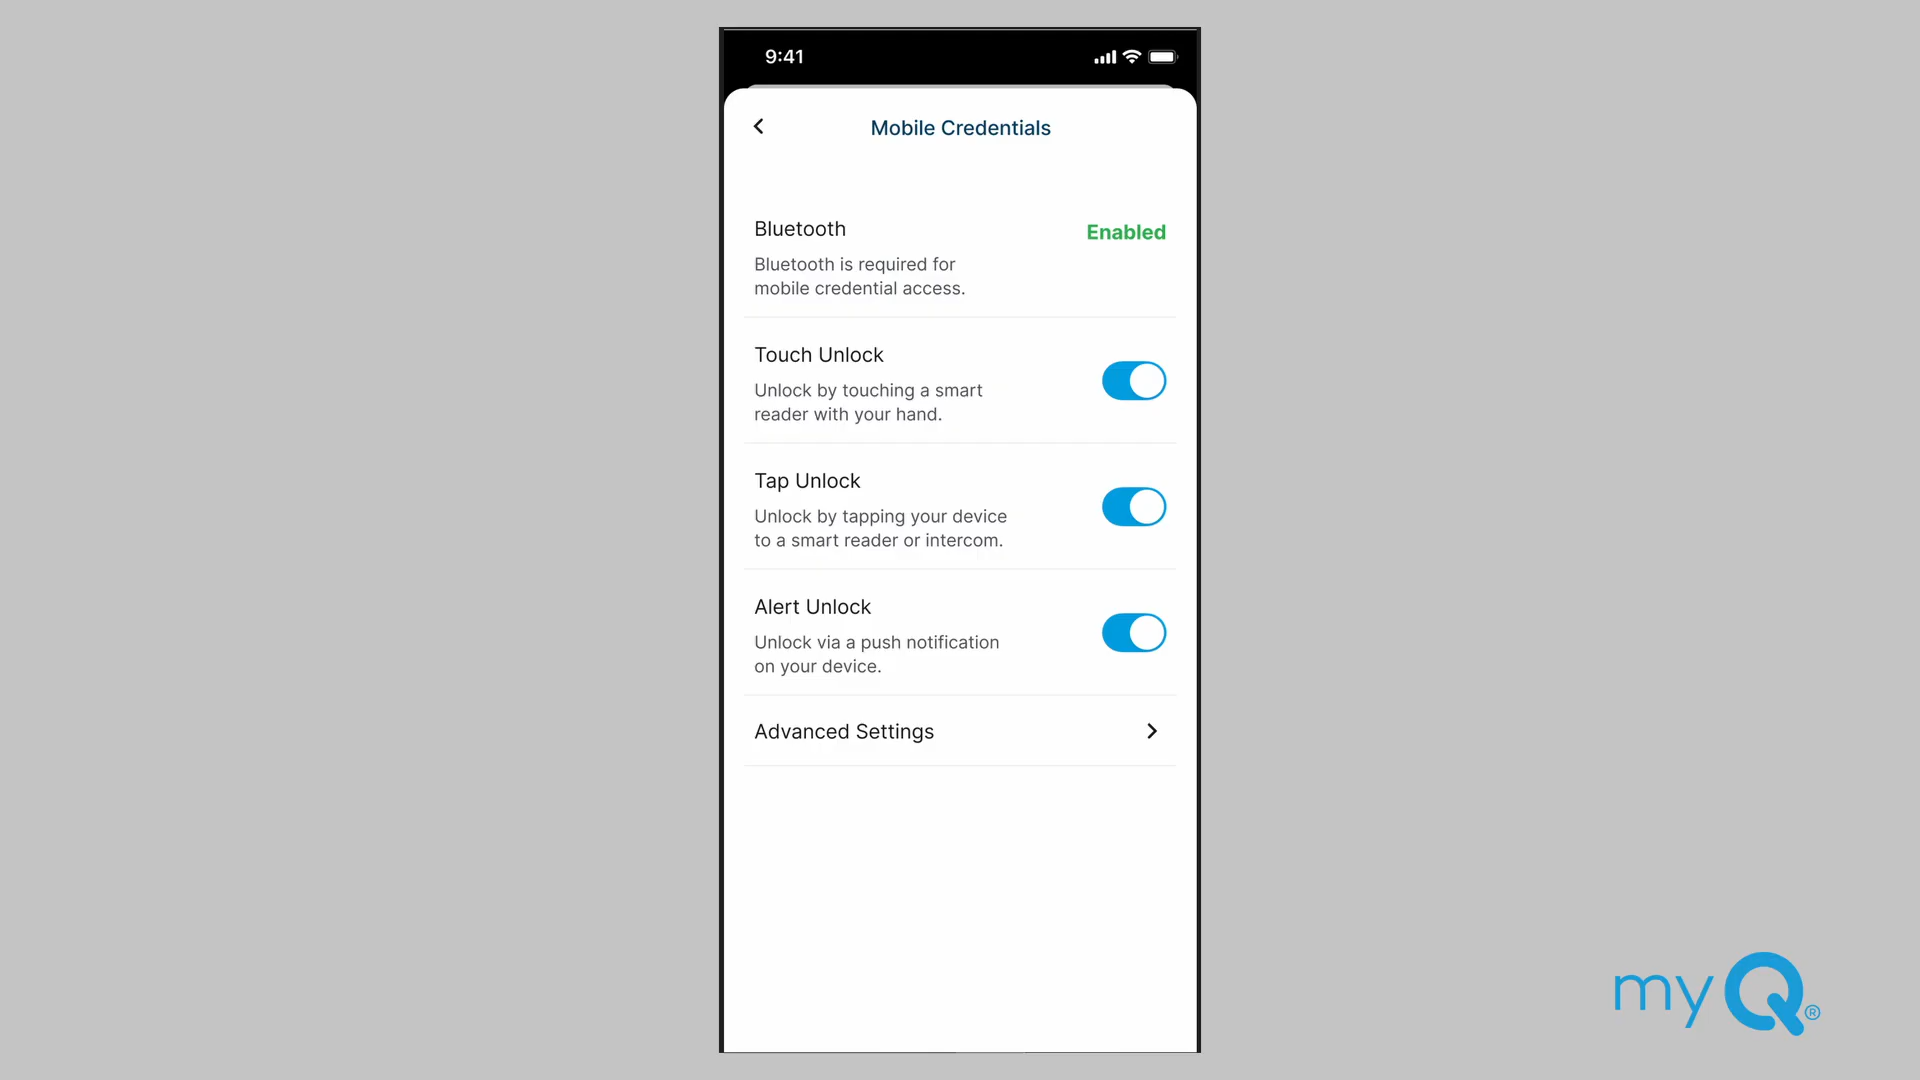 9:41
Mobile Credentials
Bluetooth
Enabled
Bluetooth is required for
mobile credential access.
Touch Unlock
Unlock by touching a smart
reader with your hand.
Tap Unlock
Unlock by tapping your device
to a smart reader or intercom.
Alert Unlock
Unlock via a push notification
on your device.
Advanced Settings
myQ®